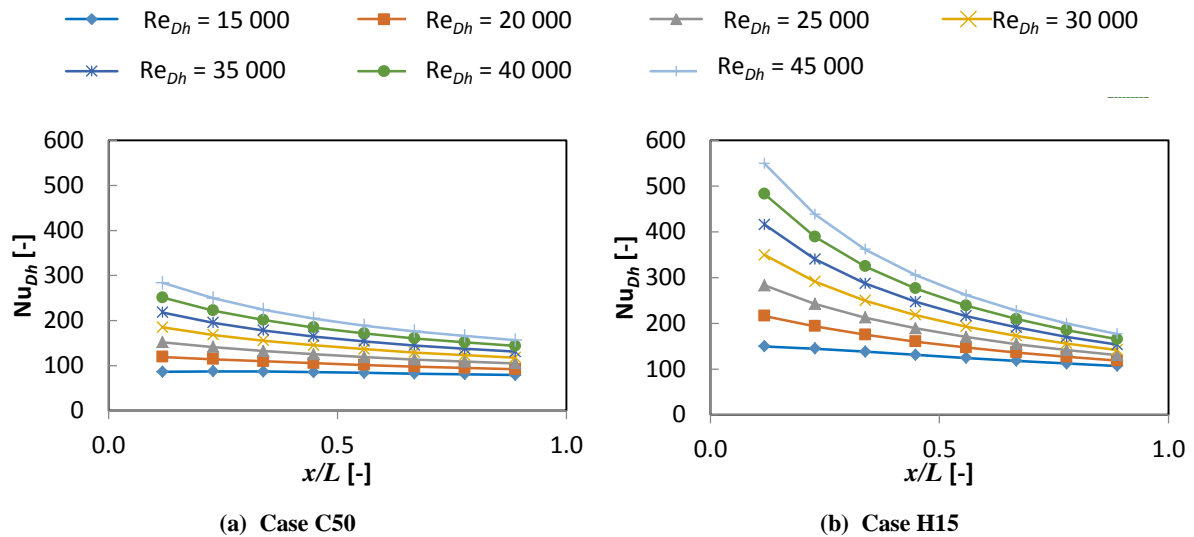 Re_Dh = 15 000
Re_Dh = 20 000
Re_Dh = 25 000
Re_Dh = 30 000
Re_Dh = 35 000
Re_Dh = 40 000
Re_Dh = 45 000
600
500
400
300
200
100
0
Nu_Dh [-]
0.0
0.5
1.0
x/L [-]
(a) Case C50
600
500
400
300
200
100
0
Nu_Dh [-]
0.0
0.5
1.0
x/L [-]
(b) Case H15